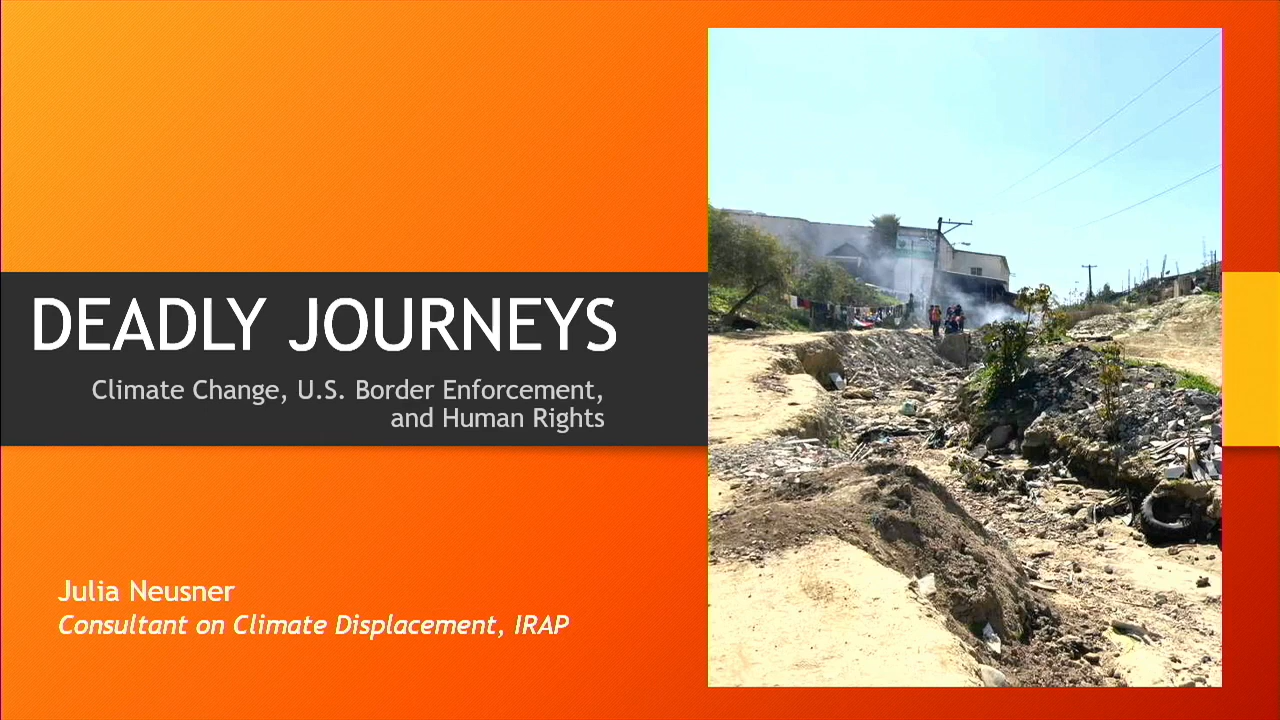 DEADLY JOURNEYS
Climate Change, U.S. Border Enforcement,
and Human Rights
Julia Neusner
Consultant on Climate Displacement, IRAP